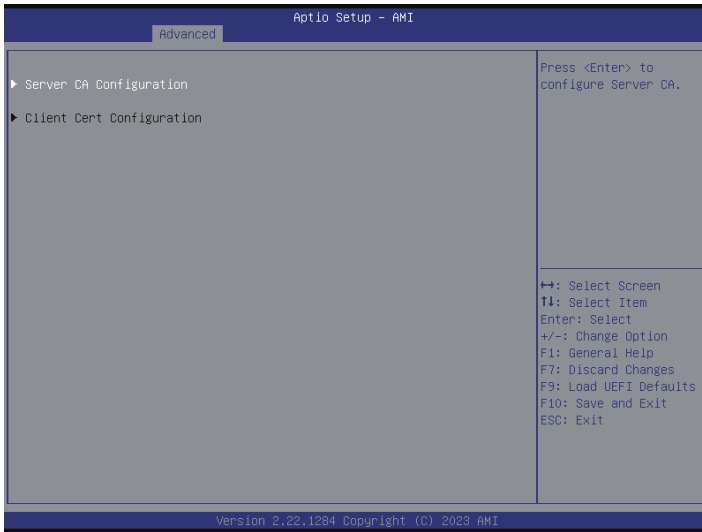 Aptio Setup – AMI
Advanced
▶ Server CA Configuration
▶ Client Cert Configuration
Press <Enter> to
configure Server CA.
↔: Select Screen
↑↓: Select Item
Enter: Select
+/-: Change Option
F1: General Help
F7: Discard Changes
F9: Load UEFI Defaults
F10: Save and Exit
ESC: Exit
Version 2.22.1284 Copyright (C) 2023 AMI